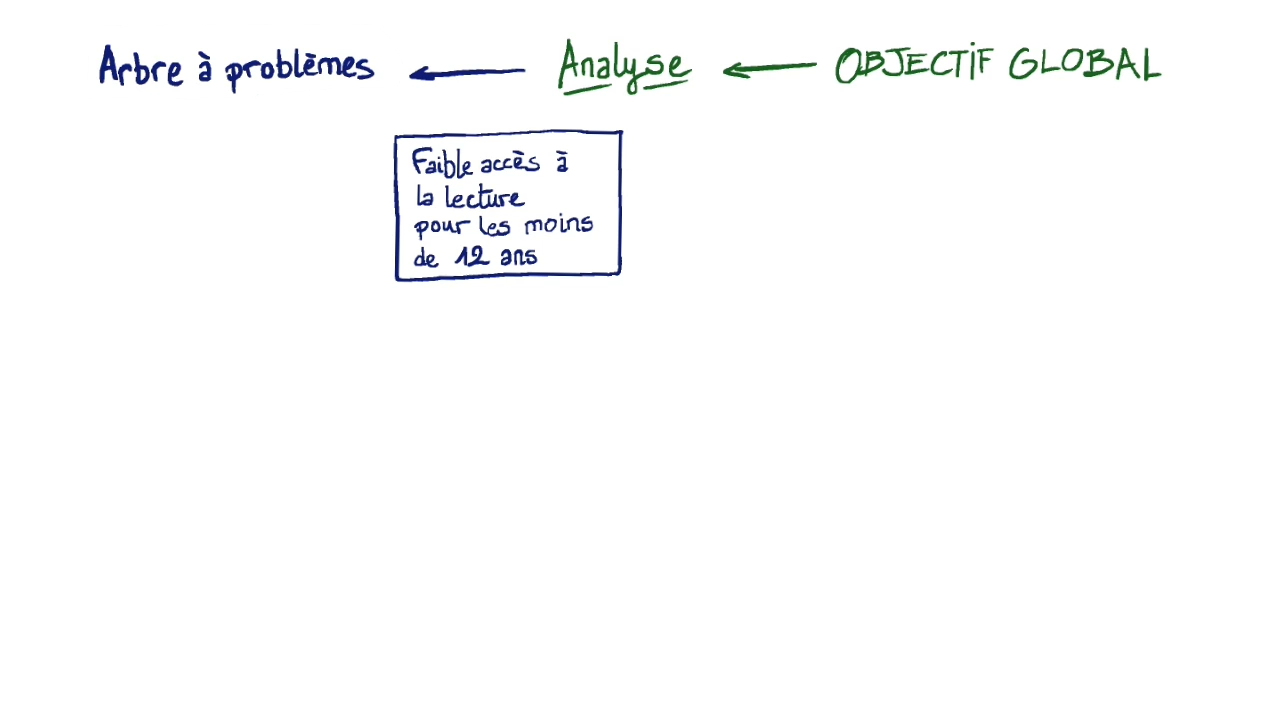 Arbre à problèmes ← Analyse ← OBJECTIF GLOBAL
Faible accès à
la lecture
pour les moins
de 12 ans